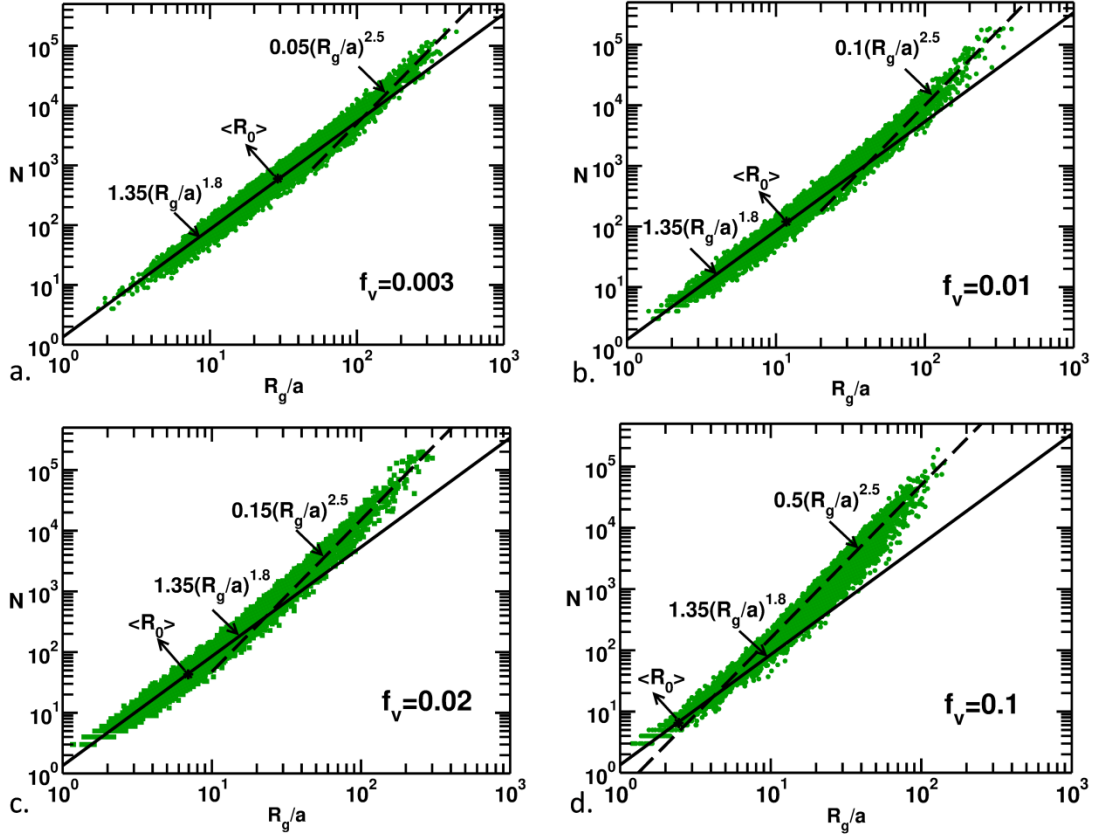 10^5
10^4
10^3
10^2
10^1
10^0
N
0.05(R_g/a)^2.5
<R_0>
1.35(R_g/a)^1.8
f_v=0.003
10^0 10^1 10^2 10^3
R_g/a
a.
10^5
10^4
10^3
10^2
10^1
10^0
N
0.1(R_g/a)^2.5
<R_0>
1.35(R_g/a)^1.8
f_v=0.01
10^0 10^1 10^2 10^3
R_g/a
b.
10^5
10^4
10^3
10^2
10^1
10^0
N
0.15(R_g/a)^2.5
1.35(R_g/a)^1.8
<R_0>
f_v=0.02
10^0 10^1 10^2 10^3
R_g/a
c.
10^5
10^4
10^3
10^2
10^1
10^0
N
0.5(R_g/a)^2.5
1.35(R_g/a)^1.8
<R_0>
f_v=0.1
10^0 10^1 10^2 10^3
R_g/a
d.